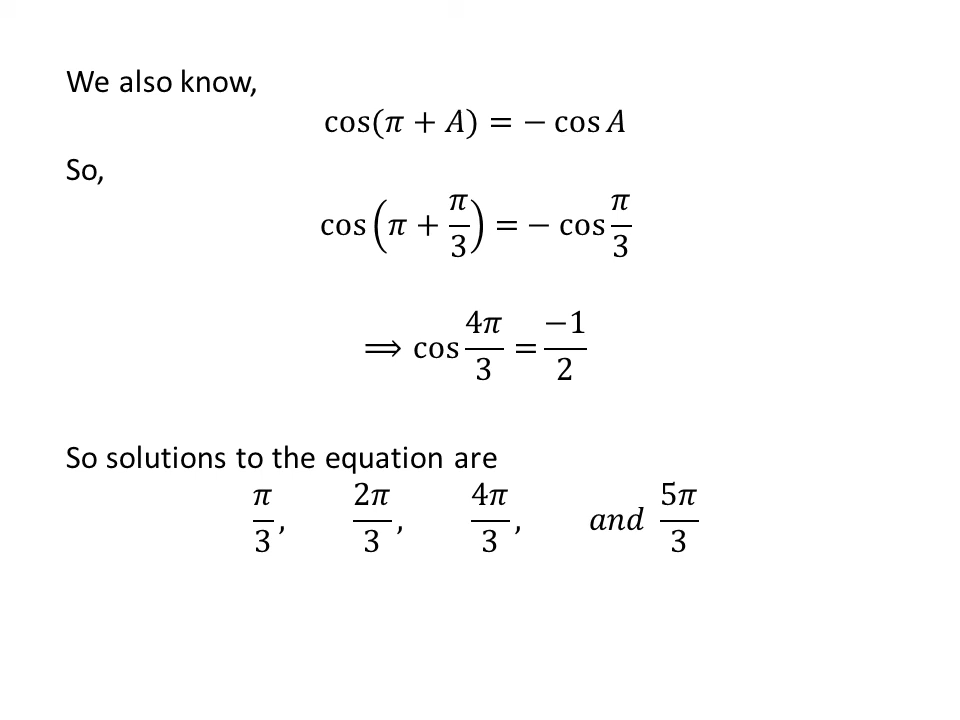 We also know,
cos(π + A) = − cos A
So,
cos (π + π/3) = − cos π/3
⟹ cos 4π/3 = −1/2
So solutions to the equation are
π/3, 2π/3, 4π/3, and 5π/3